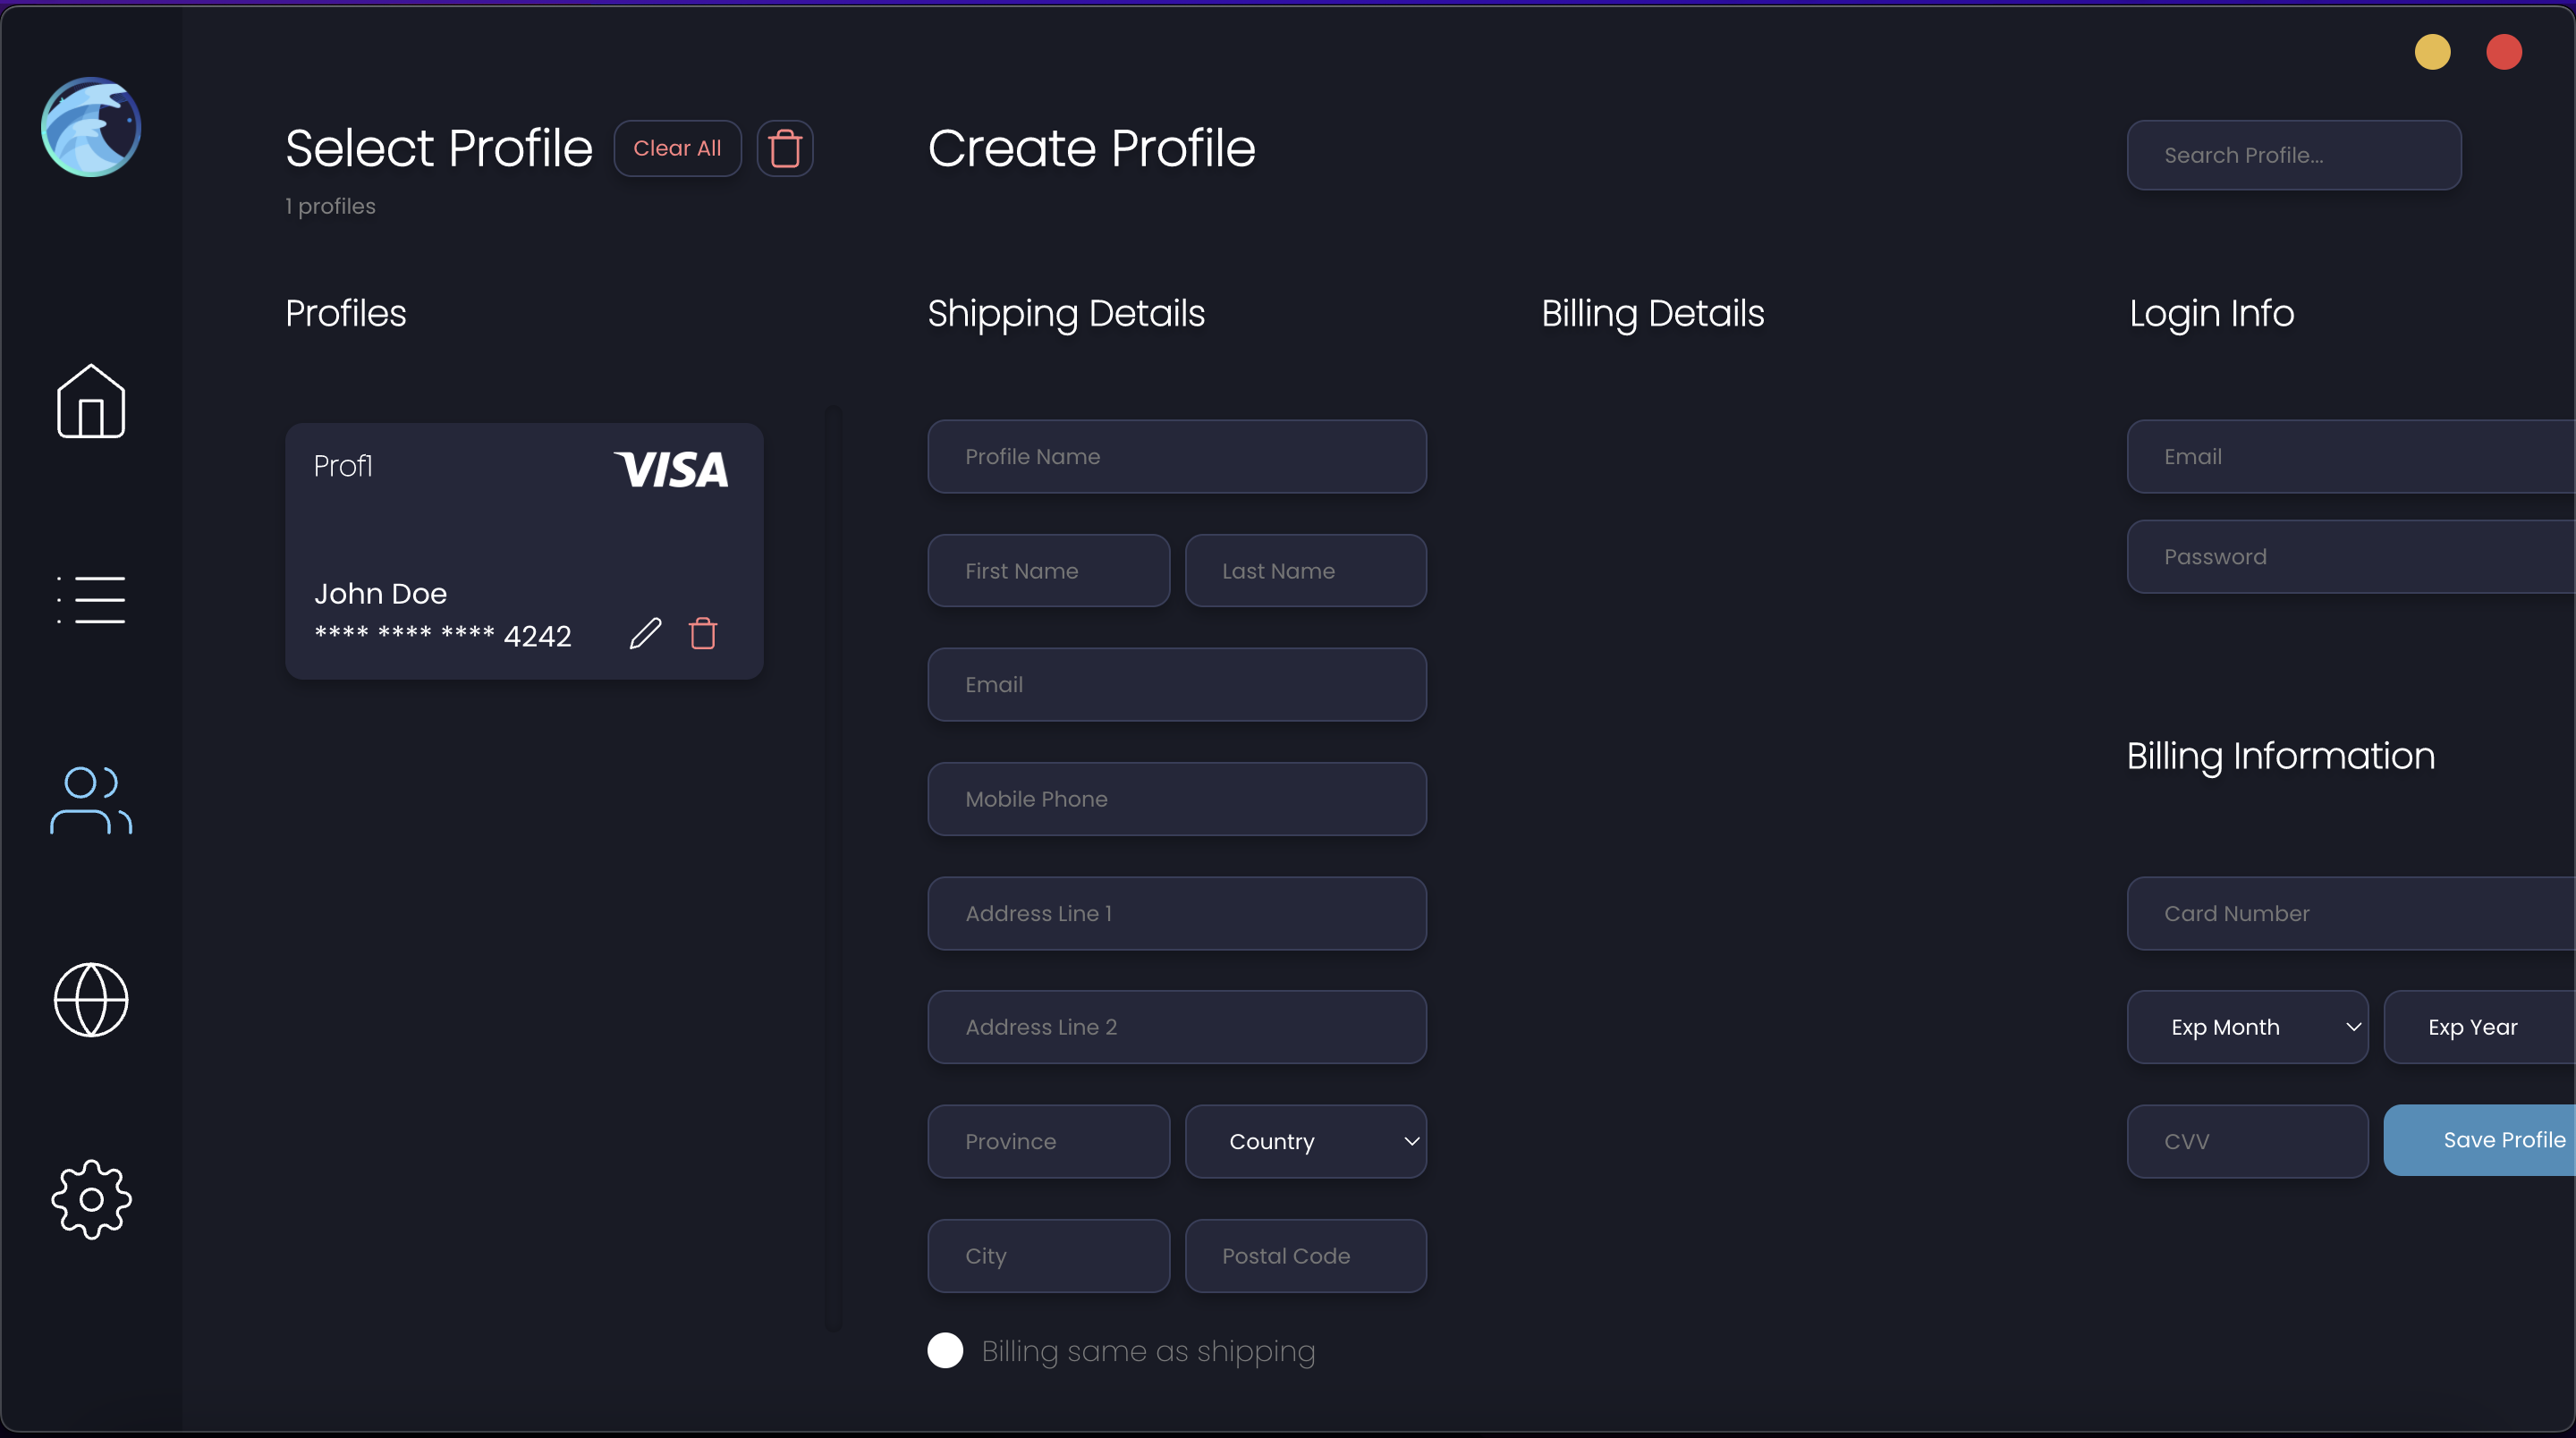 Select Profile
Clear All
1 profiles
Create Profile
Search Profile...
Profiles
Prof1
VISA
John Doe
**** **** **** 4242
Shipping Details
Profile Name
First Name
Last Name
Email
Mobile Phone
Address Line 1
Address Line 2
Province
Country
City
Postal Code
Billing same as shipping
Billing Details
Login Info
Email
Password
Billing Information
Card Number
Exp Month
Exp Year
CVV
Save Profile